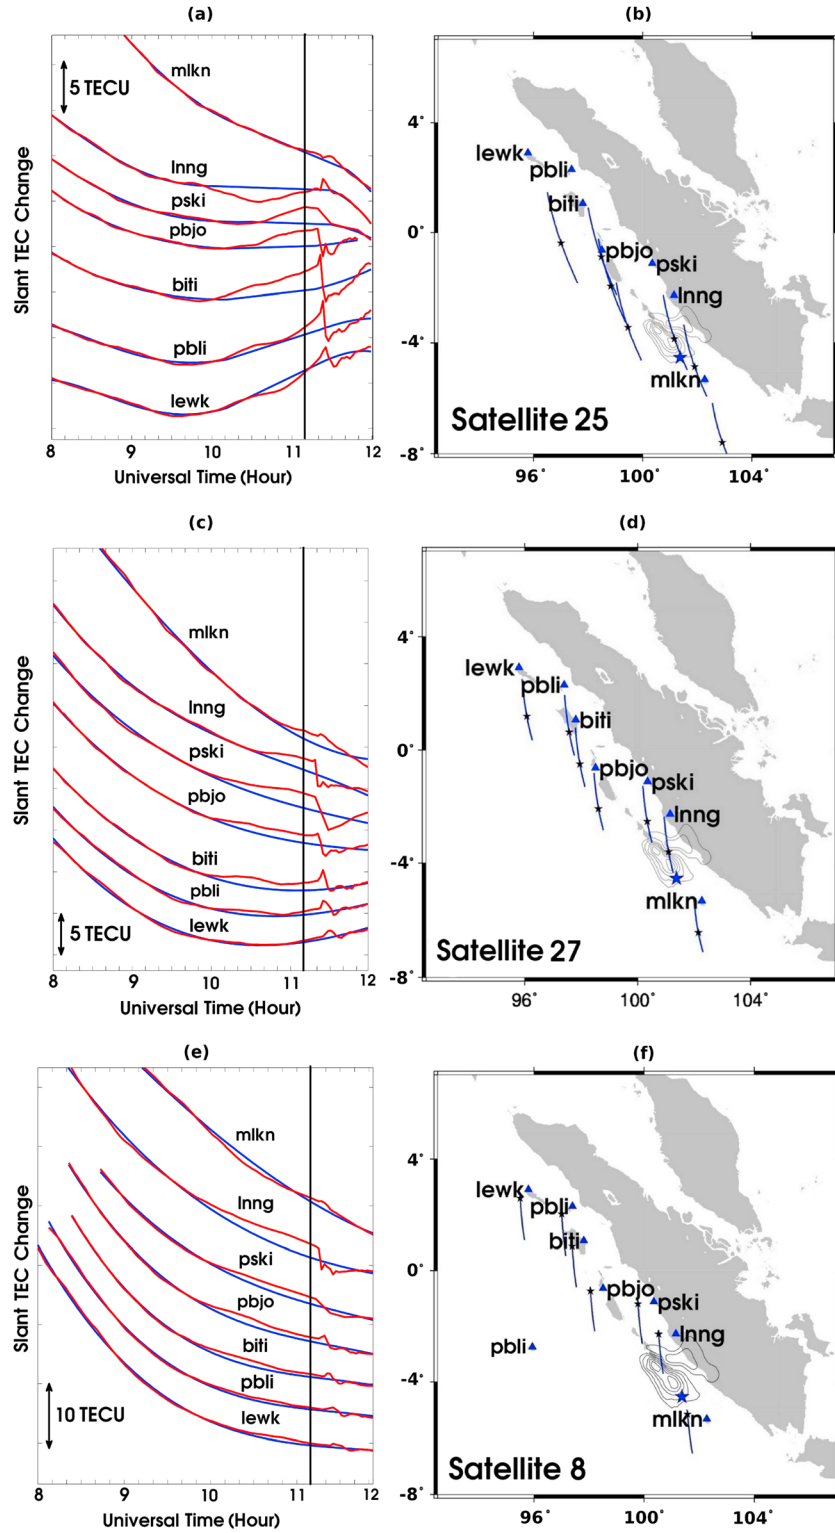 (a)
(b)
mlkn
5 TECU
lnng
pski
pbjo
biti
pbli
lewk
Slant TEC Change
8 9 10 11 12
Universal Time (Hour)
4°
0°
-4°
-8°
lewk
pbli
biti
pbjo
pski
lnng
mlkn
Satellite 25
96° 100° 104°
(c)
(d)
mlkn
lnng
pski
pbjo
biti
pbli
lewk
5 TECU
Slant TEC Change
8 9 10 11 12
Universal Time (Hour)
4°
0°
-4°
-8°
lewk
pbli
biti
pbjo
pski
lnng
mlkn
Satellite 27
96° 100° 104°
(e)
(f)
mlkn
lnng
pski
pbjo
biti
pbli
lewk
10 TECU
Slant TEC Change
8 9 10 11 12
Universal Time (Hour)
4°
0°
-4°
-8°
lewk
pbli
biti
pbjo
pski
lnng
pbli
mlkn
Satellite 8
96° 100° 104°